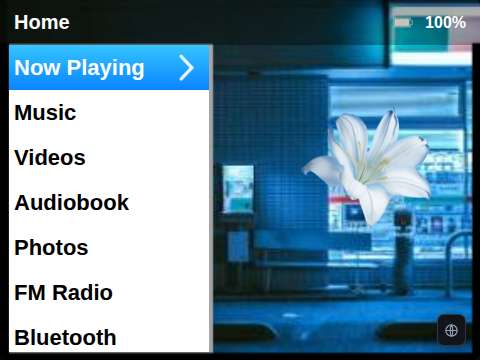 Home
100%
Now Playing
Music
Videos
Audiobook
Photos
FM Radio
Bluetooth